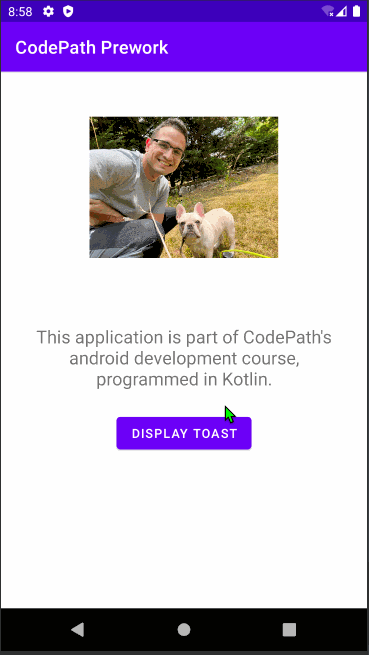 8:58
CodePath Prework
This application is part of CodePath's
android development course,
programmed in Kotlin.
DISPLAY TOAST